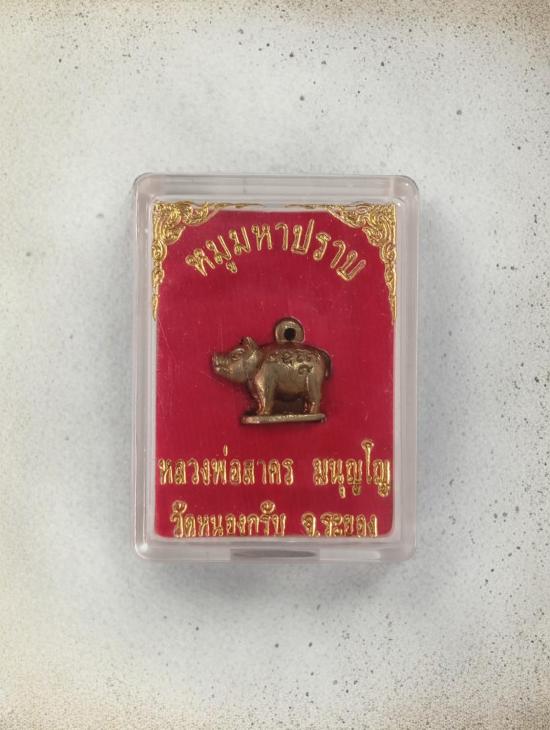 หมูมหาปราบ
หลวงพ่อสาคร มนุญโญ
วัดหนองกรับ จ.ระยอง